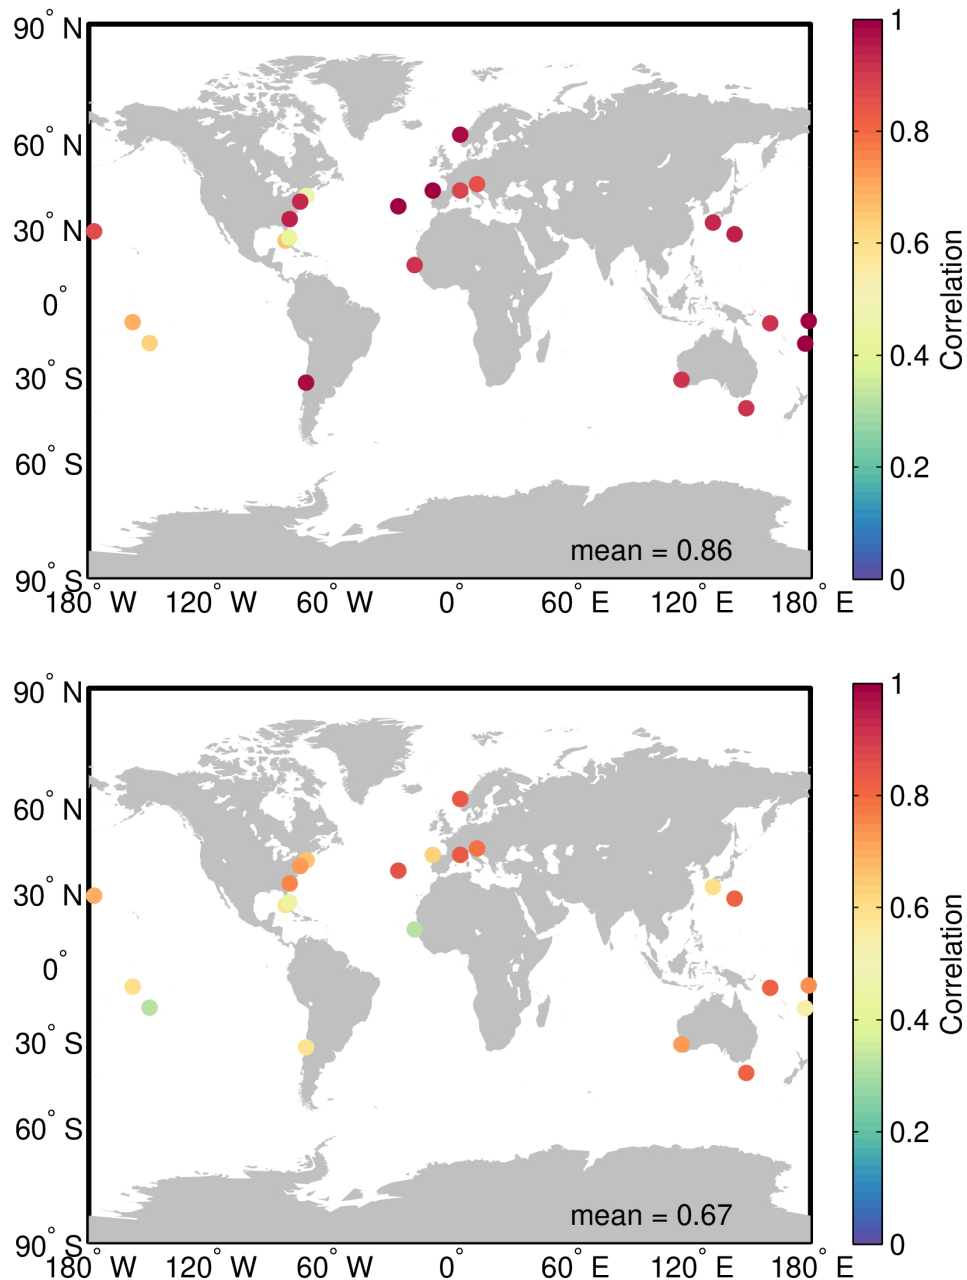 90° N
60° N
30° N
0°
30° S
60° S
90° S
180° W 120° W 60° W 0° 60° E 120° E 180° E
mean = 0.86
1
0.8
0.6
0.4
0.2
0
Correlation
90° N
60° N
30° N
0°
30° S
60° S
90° S
180° W 120° W 60° W 0° 60° E 120° E 180° E
mean = 0.67
1
0.8
0.6
0.4
0.2
0
Correlation